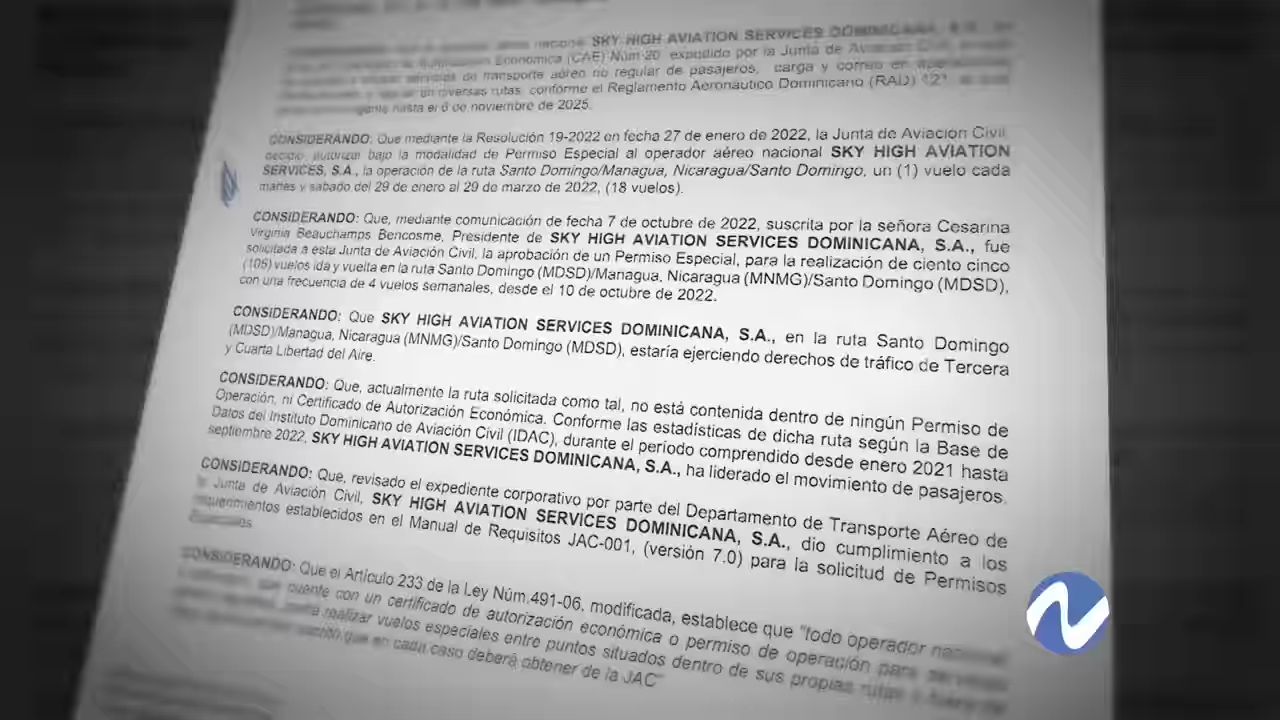 nacional SKY HIGH AVIATION SERVICES DOMINICANA, S.A.,
Económica (CAE) Núm.20, expedido por la Junta de Aviación Civil,
servicios de transporte aéreo no regular de pasajeros, carga y correo en
en diversas rutas, conforme el Reglamento Aeronáutico Dominicano (RAD)
hasta el 6 de noviembre de 2025.
CONSIDERANDO: Que mediante la Resolución 19-2022 en fecha 27 de enero de 2022, la Junta de Aviación Civil,
decidió autorizar bajo la modalidad de Permiso Especial al operador aéreo nacional SKY HIGH AVIATION
SERVICES, S.A., la operación de la ruta Santo Domingo/Managua, Nicaragua/Santo Domingo, un (1) vuelo cada
martes y sabado del 29 de enero al 29 de marzo de 2022, (18 vuelos).
CONSIDERANDO: Que, mediante comunicación de fecha 7 de octubre de 2022, suscrita por la señora Cesarina
Virginia Beauchamps Bencosme, Presidente de SKY HIGH AVIATION SERVICES DOMINICANA, S.A., fue
solicitada a esta Junta de Aviación Civil, la aprobación de un Permiso Especial, para la realización de ciento cinco
(105) vuelos ida y vuelta en la ruta Santo Domingo (MDSD)/Managua, Nicaragua (MNMG)/Santo Domingo (MDSD),
con una frecuencia de 4 vuelos semanales, desde el 10 de octubre de 2022.
CONSIDERANDO: Que SKY HIGH AVIATION SERVICES DOMINICANA, S.A., en la ruta Santo Domingo
(MDSD)/Managua, Nicaragua (MNMG)/Santo Domingo (MDSD), estaría ejerciendo derechos de tráfico de Tercera
y Cuarta Libertad del Aire.
CONSIDERANDO: Que, actualmente la ruta solicitada como tal, no está contenida dentro de ningún Permiso de
Operación, ni Certificado de Autorización Económica. Conforme las estadísticas de dicha ruta según la Base de
Datos del Instituto Dominicano de Aviación Civil (IDAC), durante el período comprendido desde enero 2021 hasta
septiembre 2022, SKY HIGH AVIATION SERVICES DOMINICANA, S.A., ha liderado el movimiento de pasajeros.
CONSIDERANDO: Que, revisado el expediente corporativo por parte del Departamento de Transporte Aéreo de
la Junta de Aviación Civil, SKY HIGH AVIATION SERVICES DOMINICANA, S.A., dio cumplimiento a los
requerimientos establecidos en el Manual de Requisitos JAC-001, (versión 7.0) para la solicitud de Permisos
Especiales.
CONSIDERANDO: Que el Artículo 233 de la Ley Núm.491-06, modificada, establece que "todo operador nacional
que cuente con un certificado de autorización económica o permiso de operación para servicios
realizar vuelos especiales entre puntos situados dentro de sus propias rutas o fuera de
que en cada caso deberá obtener de la JAC"